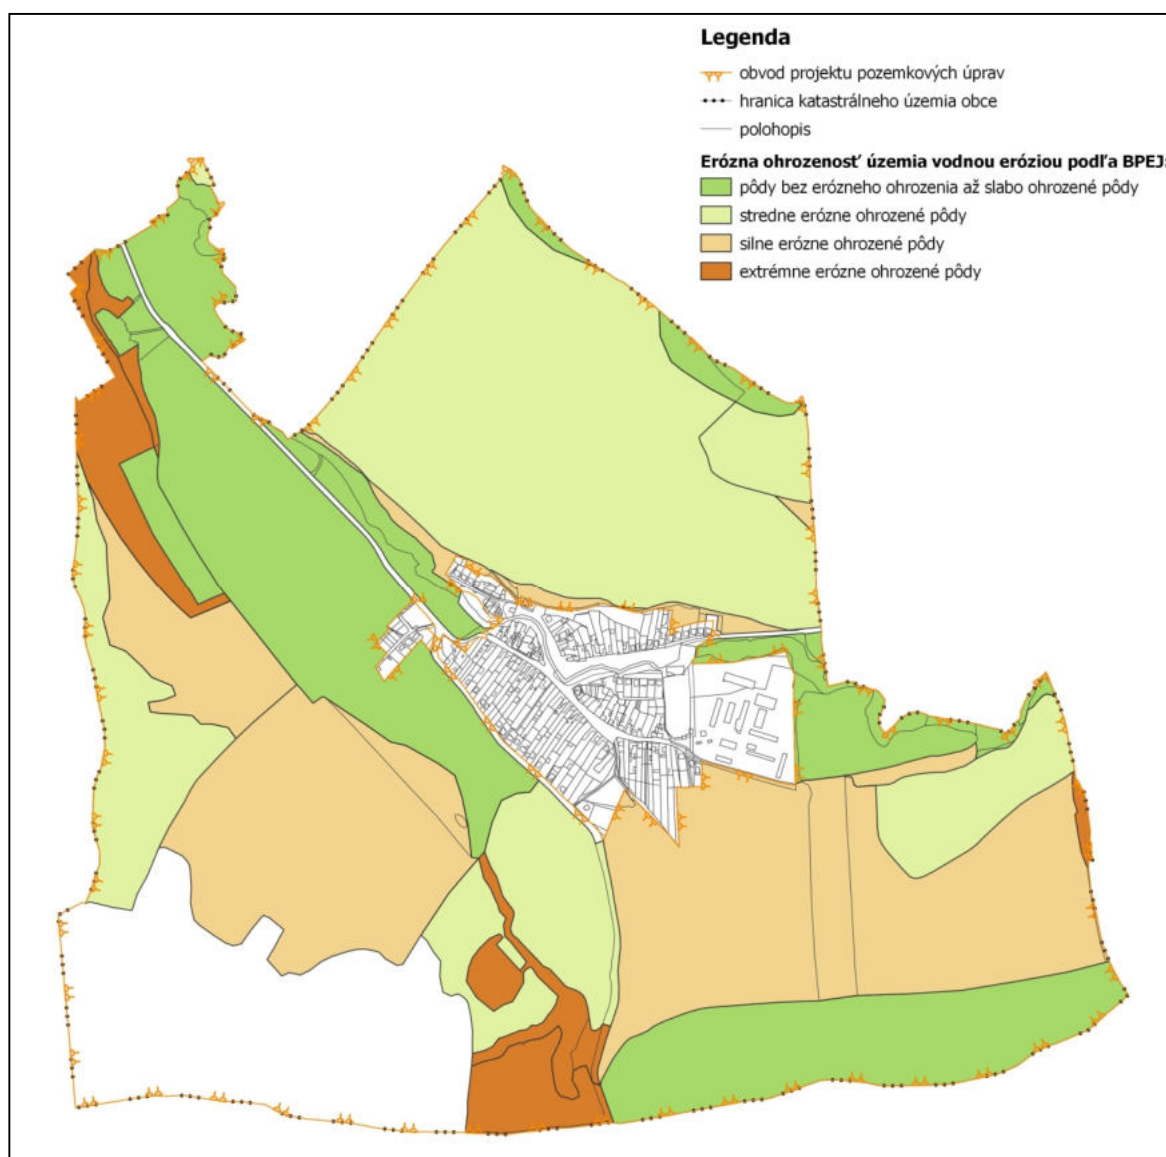 Legenda
obvod projektu pozemkových úprav
hranica katastrálneho územia obce
polohopis
Erózna ohrozenosť územia vodnou eróziou podľa BPEJ:
pôdy bez erózneho ohrozenia až slabo ohrozené pôdy
stredne erózne ohrozené pôdy
silne erózne ohrozené pôdy
extrémne erózne ohrozené pôdy